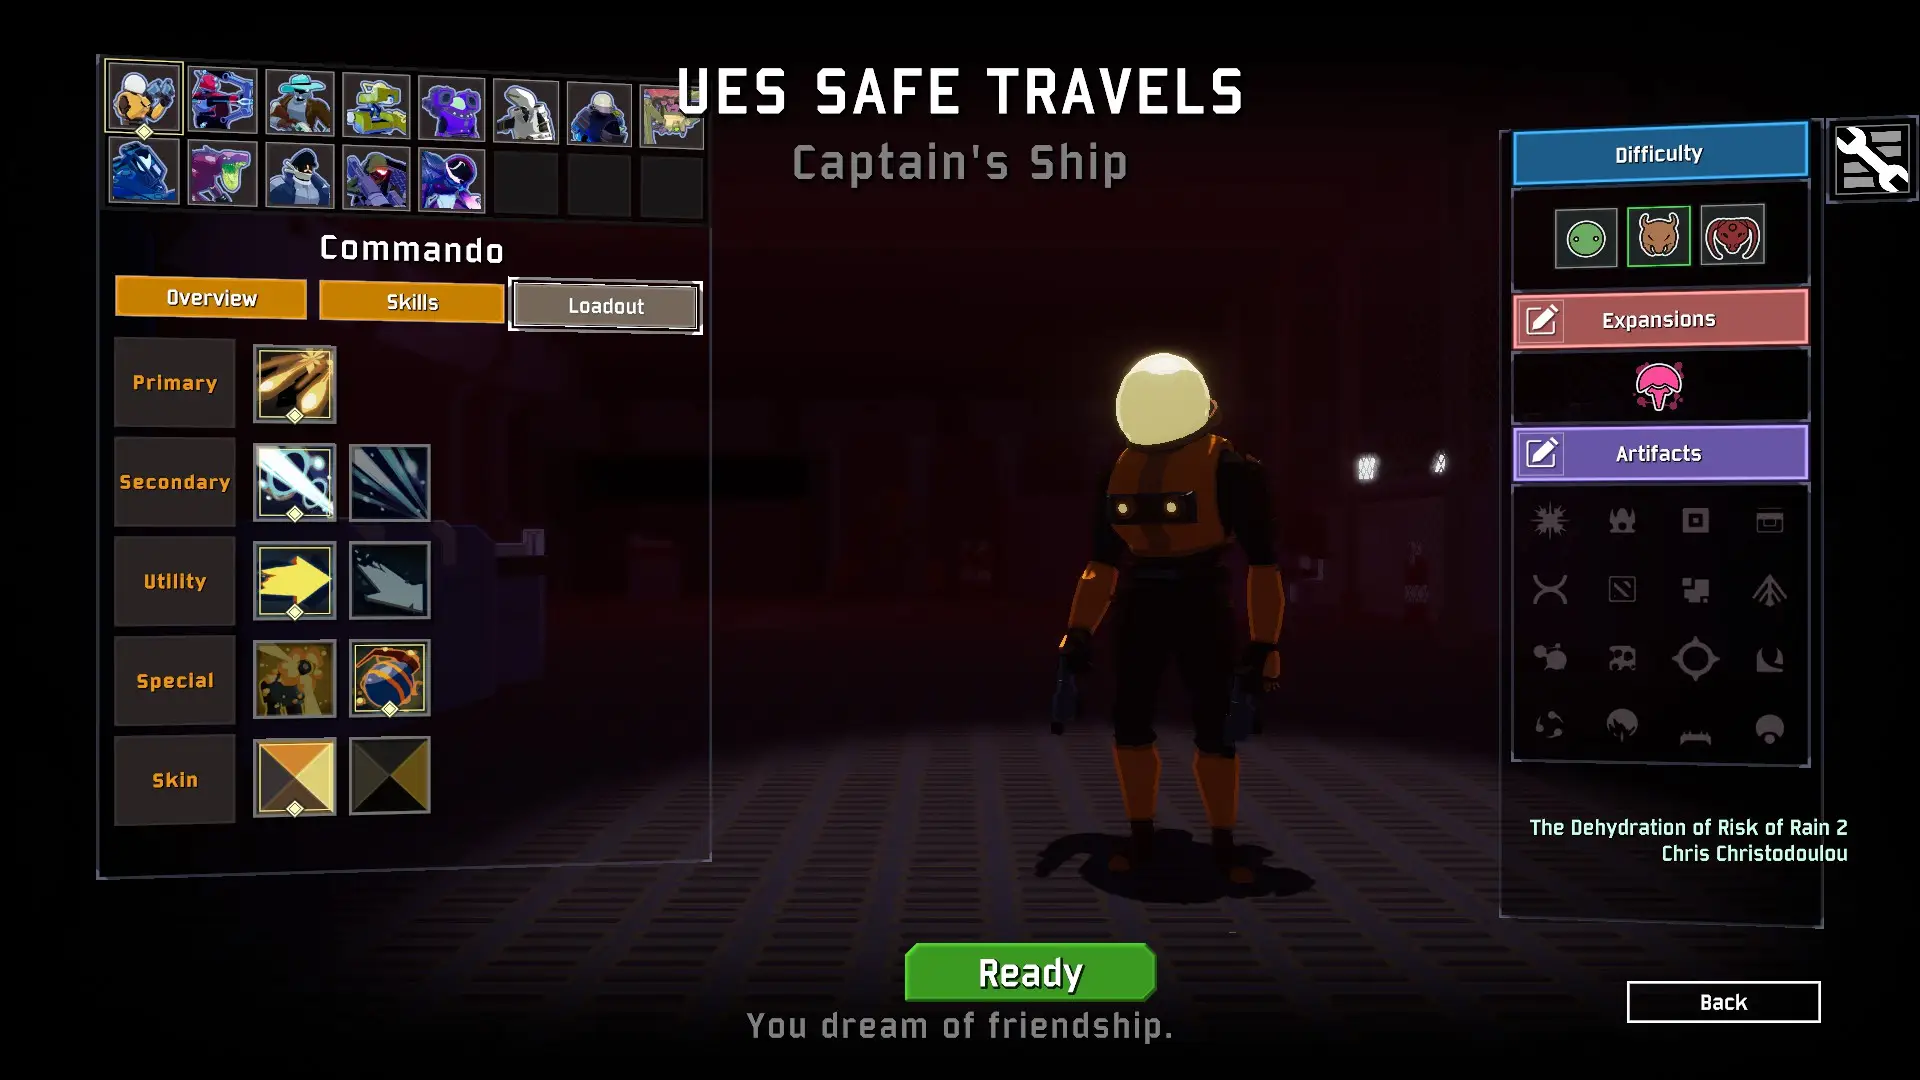 UES SAFE TRAVELS
Captain's Ship
Commando
Overview
Skills
Loadout
Primary
Secondary
Utility
Special
Skin
Difficulty
Expansions
Artifacts
The Dehydration of Risk of Rain 2
Chris Christodoulou
Ready
You dream of friendship.
Back